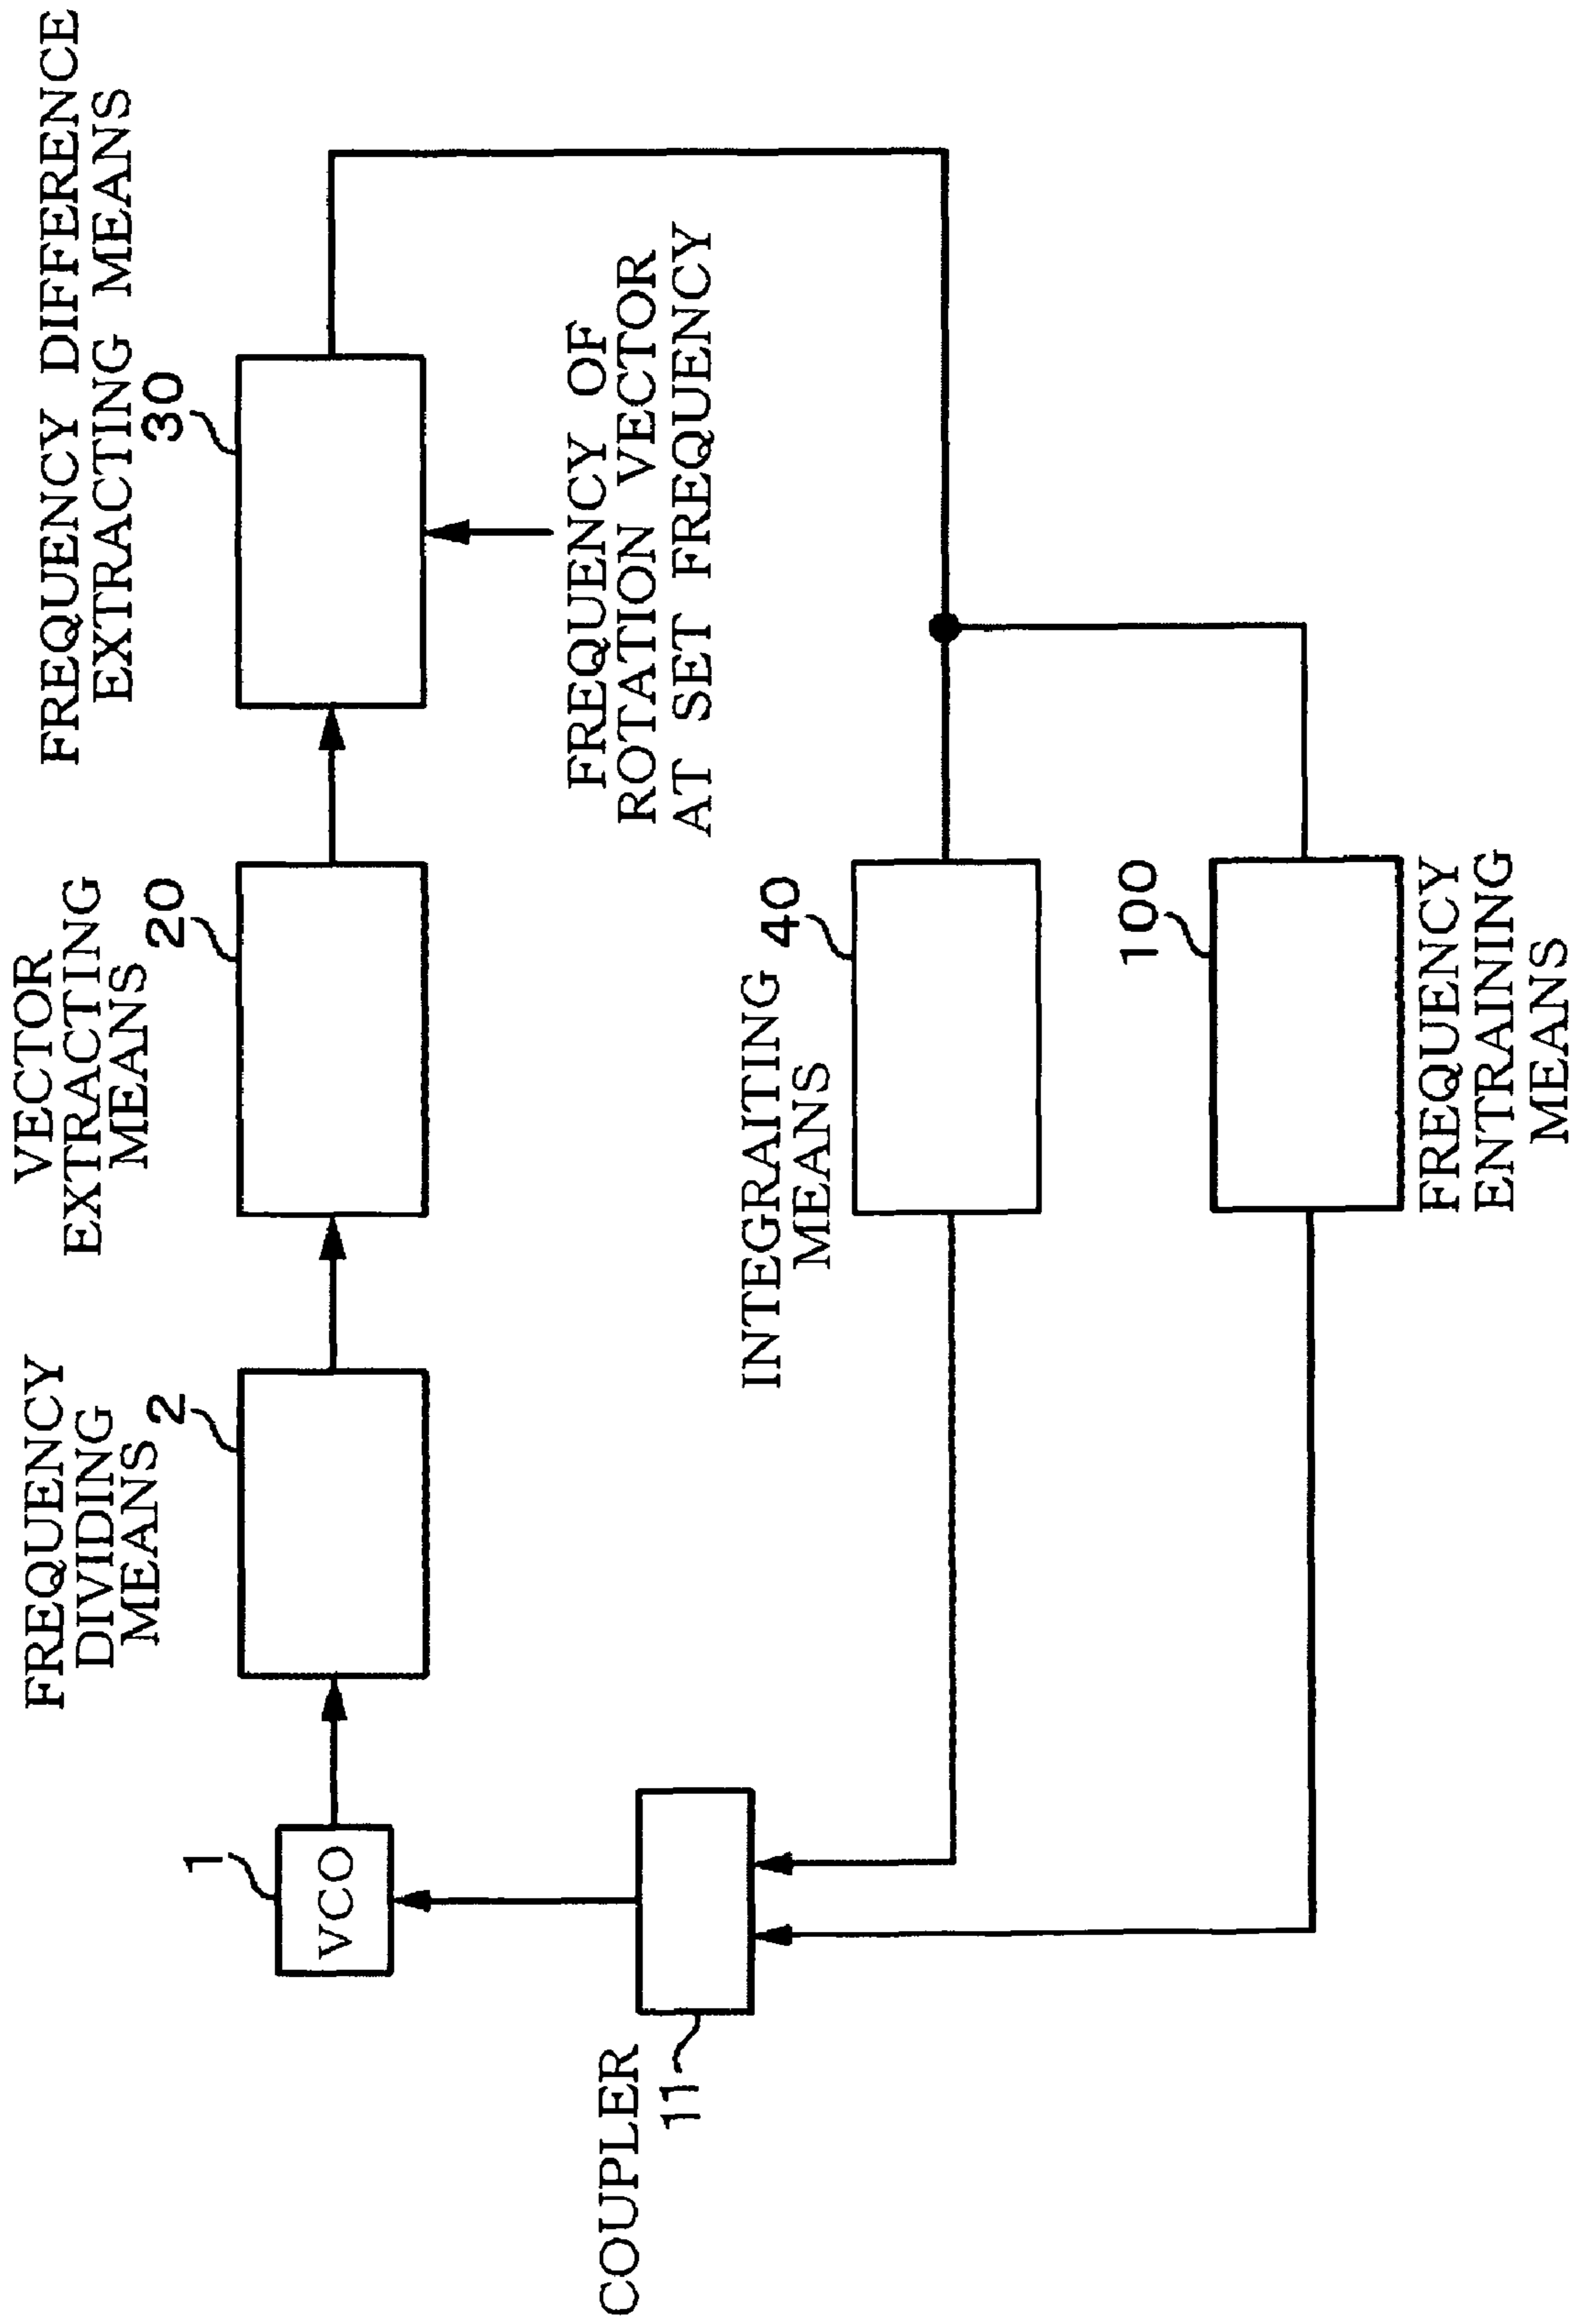 FREQUENCY
DIVIDING
MEANS
2
VECTOR
EXTRACTING
MEANS
20
FREQUENCY DIFFERENCE
EXTRACTING MEANS
30
1
VCO
FREQUENCY OF
ROTATION VECTOR
AT SET FREQUENCY
COUPLER
11
INTEGRAITING
MEANS
40
100
FREQUENCY
ENTRAINING
MEANS